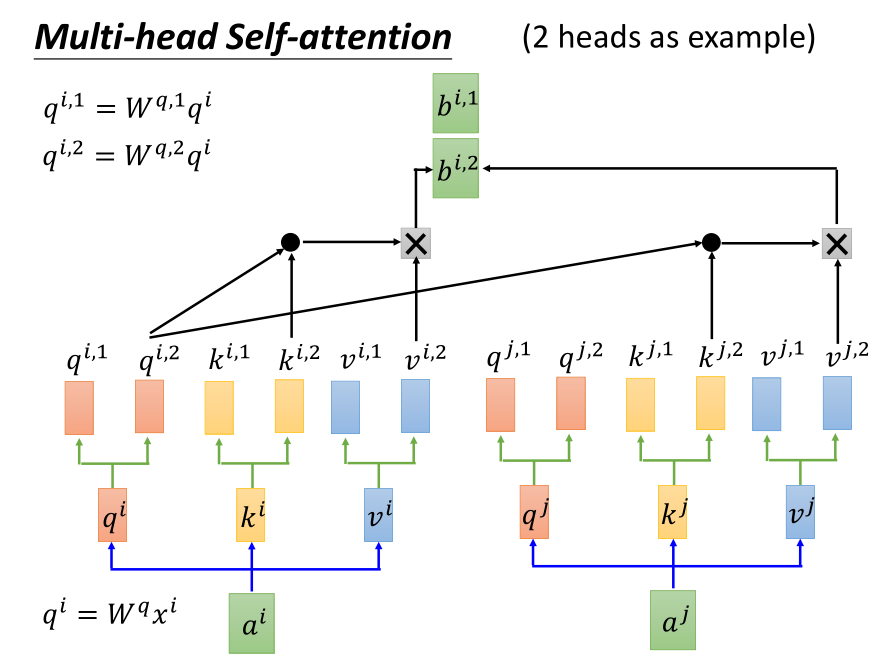 Multi-head Self-attention (2 heads as example)
q^{i,1} = W^{q,1}q^{i}
q^{i,2} = W^{q,2}q^{i}
b^{i,1}
b^{i,2}
q^{i,1} q^{i,2} k^{i,1} k^{i,2} v^{i,1} v^{i,2} q^{j,1} q^{j,2} k^{j,1} k^{j,2} v^{j,1} v^{j,2}
q^{i} k^{i} v^{i} q^{j} k^{j} v^{j}
q^{i} = W^{q}x^{i} a^{i} a^{j}